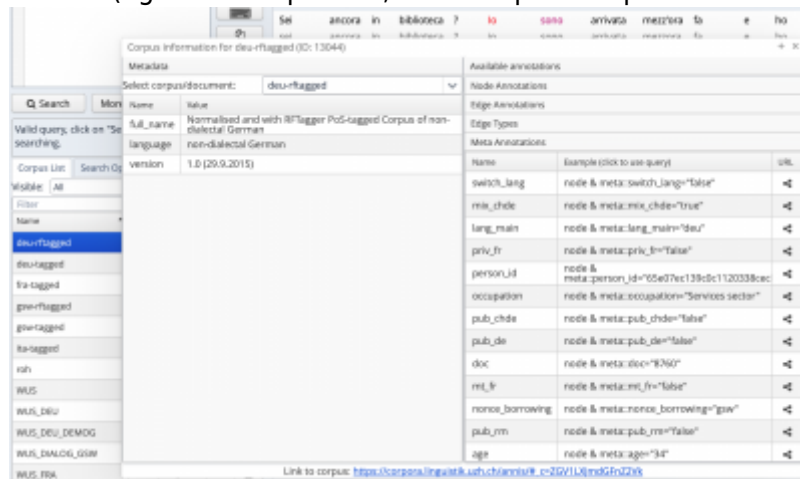 Sei ancora in biblioteca ? Io sono arrivata mezz'ora fa e ho
Corpus information for deu-rftagged (ID: 13044)
Metadata
Available annotations
Select corpus/document: deu-rftagged
Node Annotations
Edge Annotations
Edge Types
Meta Annotations
Name Value
full_name Normalised and with RFTagger PoS-tagged Corpus of non-
dialectal German
language non-dialectal German
version 1.0 (29.9.2015)
Name Example (click to use query) URL
switch_lang node & meta::switch_lang="false"
mix_chde node & meta::mix_chde="true"
lang_main node & meta::lang_main="deu"
priv_fr node & meta::priv_fr="false"
person_id node &
occupation node & meta::occupation="Services sector"
pub_chde node & meta::pub_chde="false"
pub_de node & meta::pub_de="false"
doc node & meta::doc="8760"
mt_fr node & meta::mt_fr="false"
nonce_borrowing node & meta::nonce_borrowing="gsw"
pub_rm node & meta::pub_rm="false"
age node & meta::age="34"
Search
Valid query, click on "Se
searching.
Corpus List Search Op
Visible: All
Filter
Name
deu-rftagged
deu-tagged
fra-tagged
gsw-rftagged
gsw-tagged
ita-tagged
roh
WUS
WUS_DEU
WUS_DEU_DEMOG
WUS_DIALOG_GSW
WUS_FRA
Link to corpus: